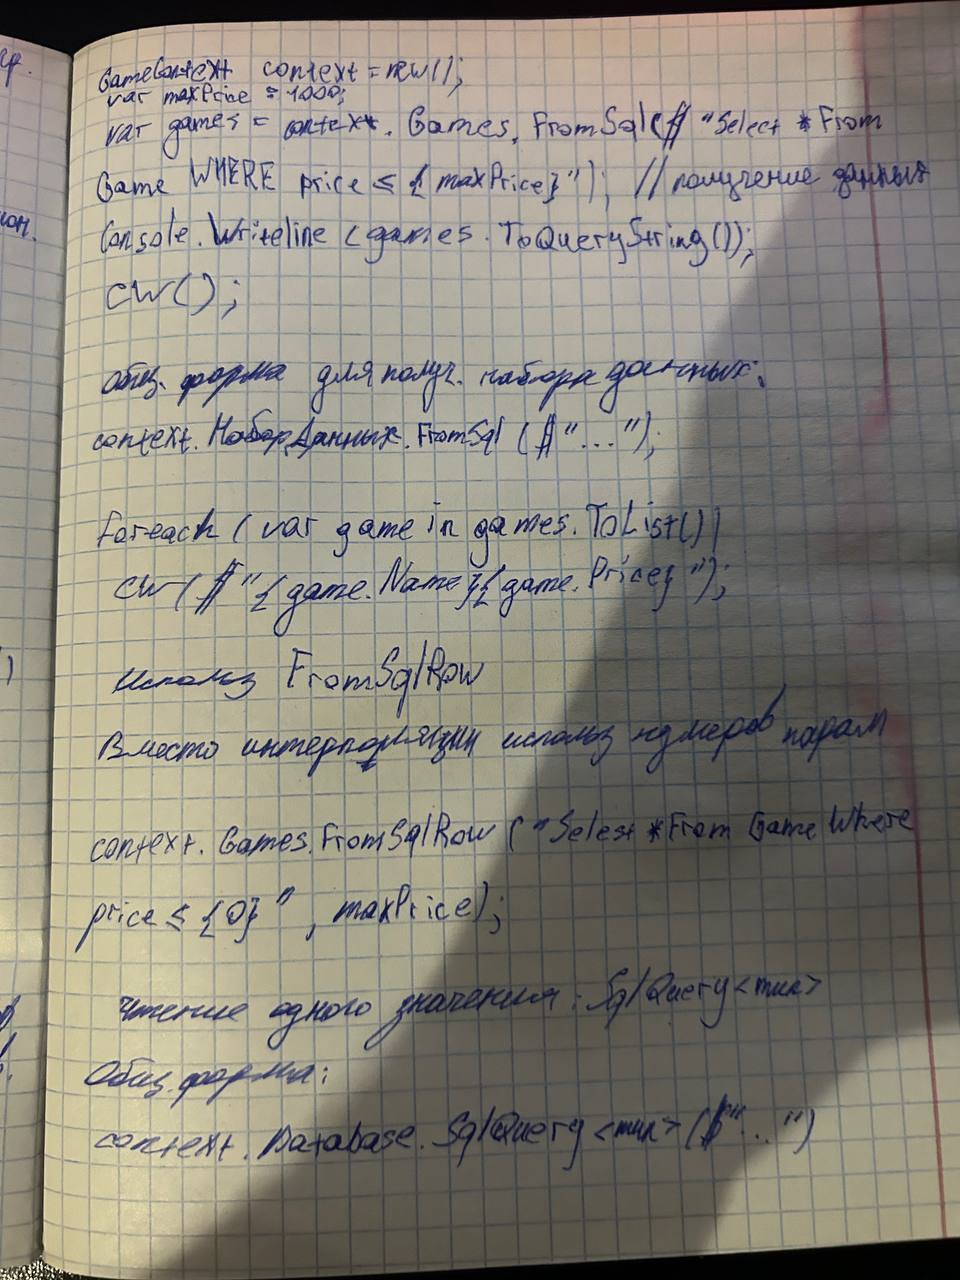 GameContext context = new();
var maxPrice = 1000;
var games = context. Games. FromSql($ "Select * From
Game WHERE price ≤ {maxPrice}"); // получение данных
Console. Writeline (games. ToQueryString());
CW();
Общ. форма для получ. набора данных:
context. НаборДанных. FromSql ($"...");
foreach (var game in games. ToList())
CW ($"{game.Name}{game.Price}");
использ FromSqlRow
Вместо интерполяции использ номеров парам
context. Games. FromSqlRow ("Select * From Game Where
price ≤ {0}", maxPrice);
Чтение одного значения: SqlQuery<тип>
Общ. форма:
context. Database. SqlQuery <тип> ($"...")
ион.